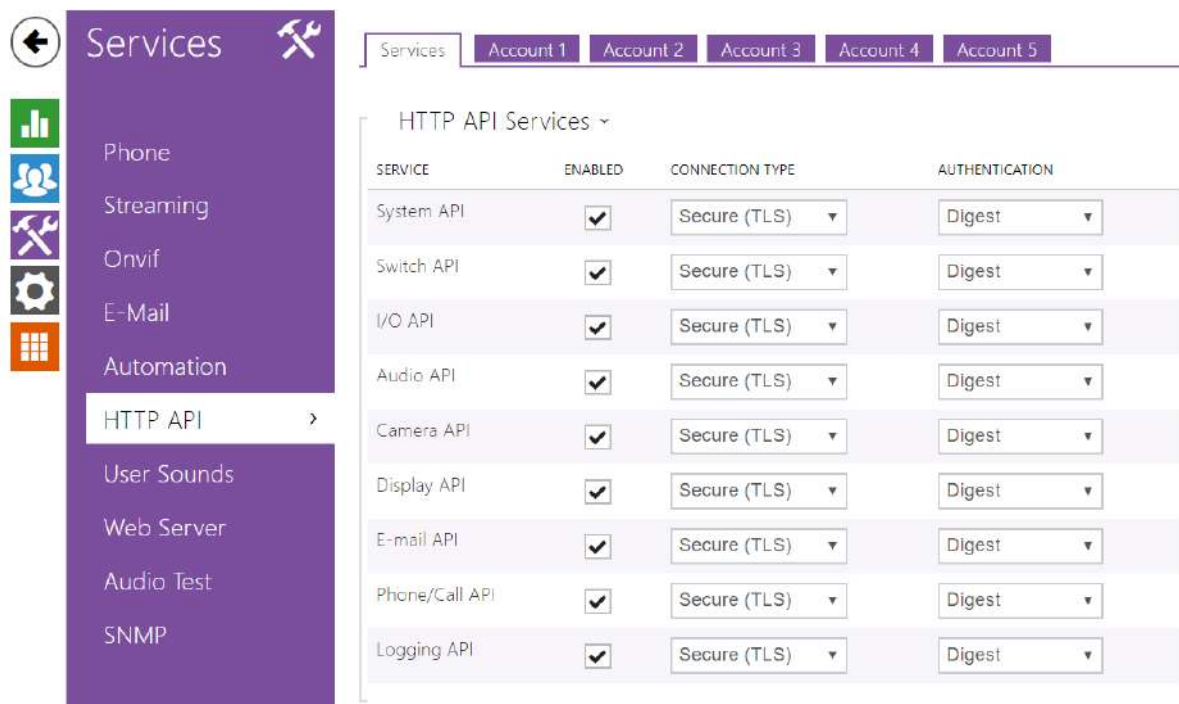 Services
Phone
Streaming
Onvif
E-Mail
Automation
HTTP API
User Sounds
Web Server
Audio Test
SNMP
Services Account 1 Account 2 Account 3 Account 4 Account 5
HTTP API Services
SERVICE ENABLED CONNECTION TYPE AUTHENTICATION
System API Secure (TLS) Digest
Switch API Secure (TLS) Digest
I/O API Secure (TLS) Digest
Audio API Secure (TLS) Digest
Camera API Secure (TLS) Digest
Display API Secure (TLS) Digest
E-mail API Secure (TLS) Digest
Phone/Call API Secure (TLS) Digest
Logging API Secure (TLS) Digest